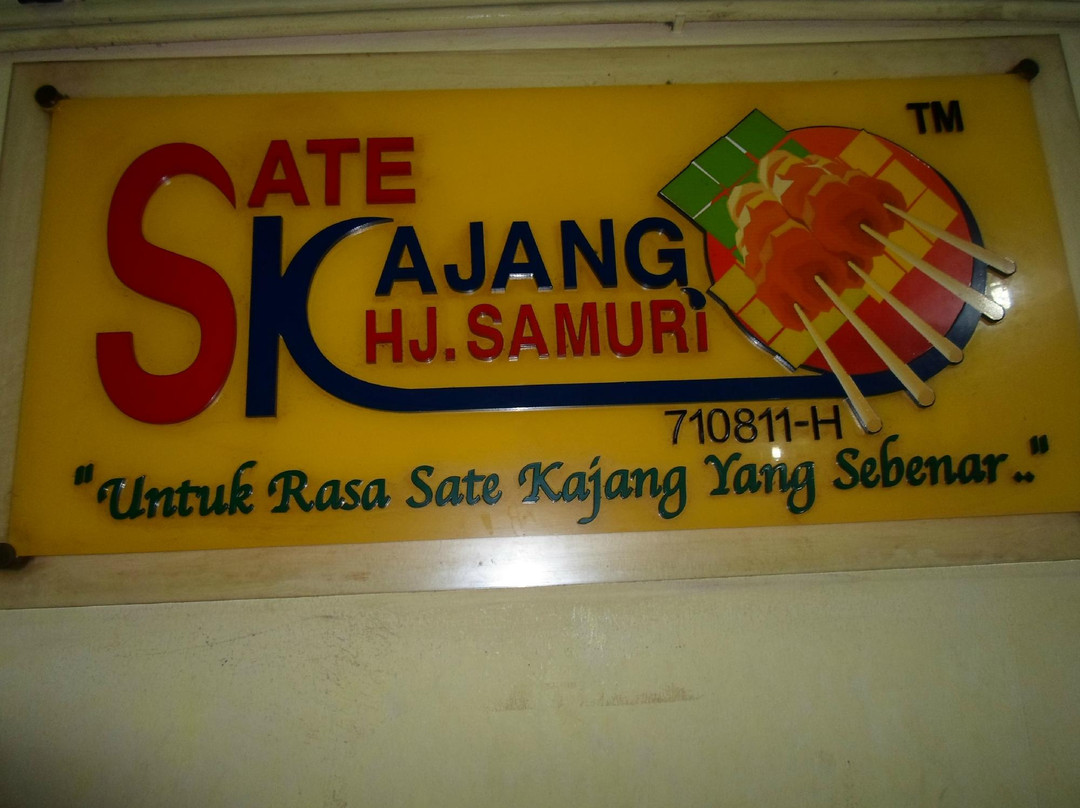 TM
SATE
KAJANG
HJ. SAMURi
710811-H
"Untuk Rasa Sate Kajang Yang Sebenar.."